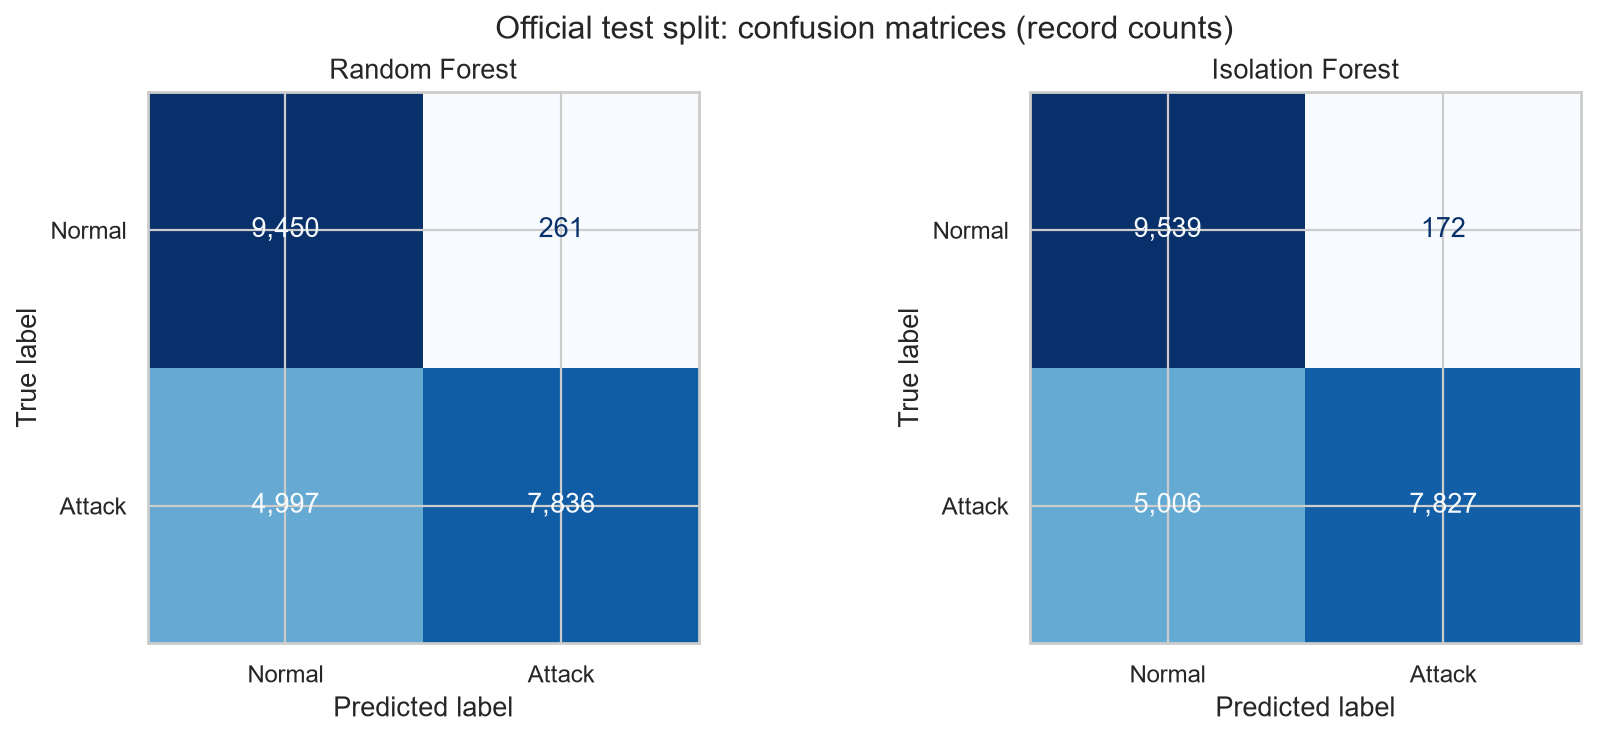 Official test split: confusion matrices (record counts)
Random Forest
Normal
9,450
261
Attack
4,997
7,836
True label
Normal
Attack
Predicted label
Isolation Forest
Normal
9,539
172
Attack
5,006
7,827
True label
Normal
Attack
Predicted label